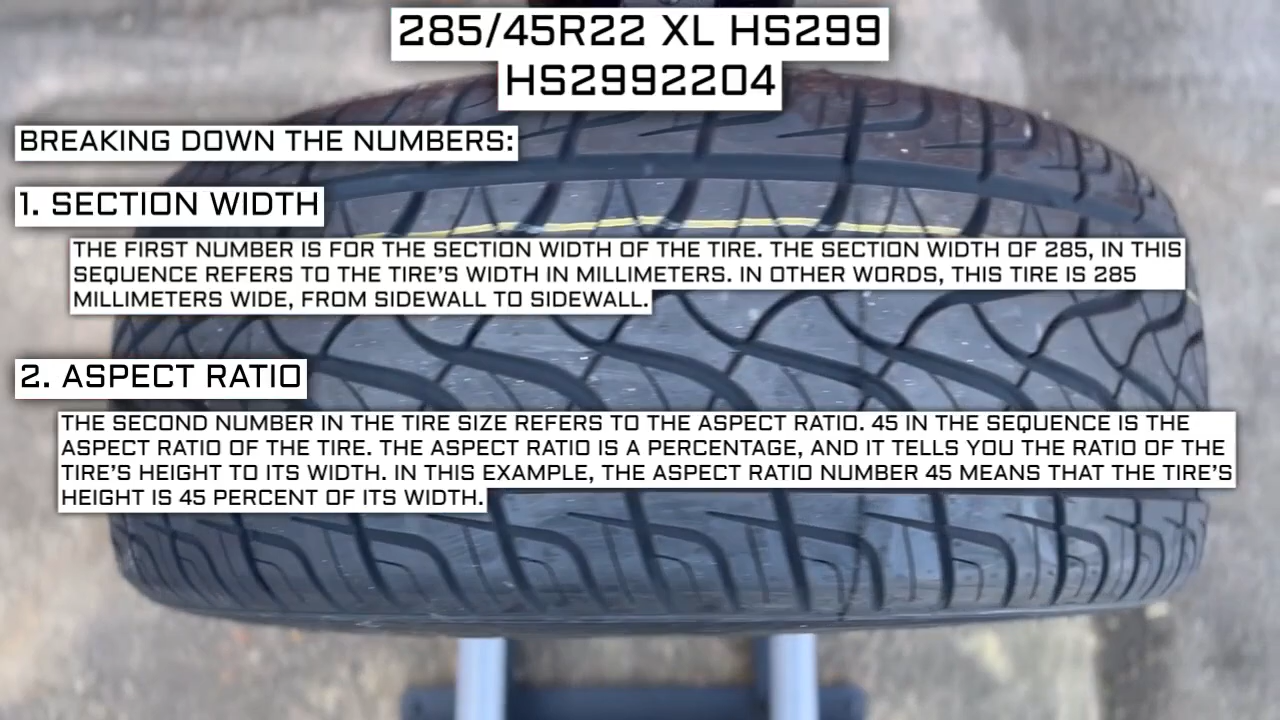 285/45R22 XL HS299
HS2992204
BREAKING DOWN THE NUMBERS:
1. SECTION WIDTH
THE FIRST NUMBER IS FOR THE SECTION WIDTH OF THE TIRE. THE SECTION WIDTH OF 285, IN THIS
SEQUENCE REFERS TO THE TIRE'S WIDTH IN MILLIMETERS. IN OTHER WORDS, THIS TIRE IS 285
MILLIMETERS WIDE, FROM SIDEWALL TO SIDEWALL.
2. ASPECT RATIO
THE SECOND NUMBER IN THE TIRE SIZE REFERS TO THE ASPECT RATIO. 45 IN THE SEQUENCE IS THE
ASPECT RATIO OF THE TIRE. THE ASPECT RATIO IS A PERCENTAGE, AND IT TELLS YOU THE RATIO OF THE
TIRE'S HEIGHT TO ITS WIDTH. IN THIS EXAMPLE, THE ASPECT RATIO NUMBER 45 MEANS THAT THE TIRE'S
HEIGHT IS 45 PERCENT OF ITS WIDTH.